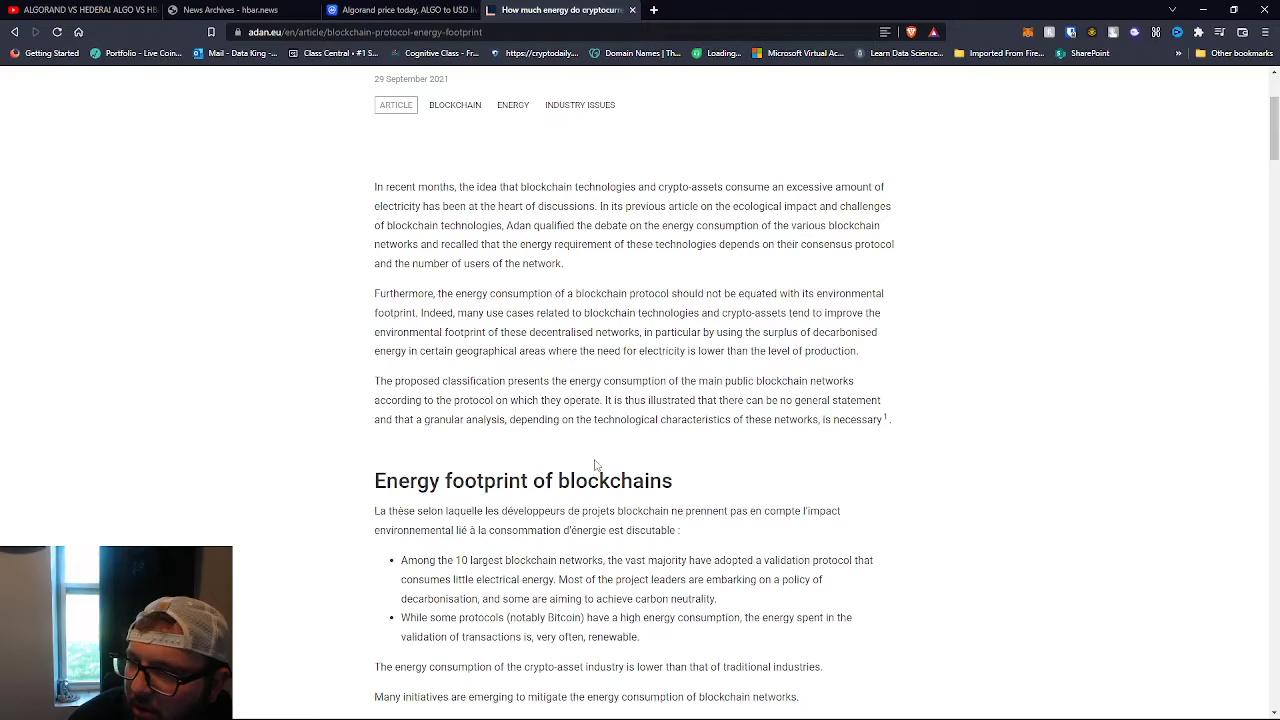 ALGORAND VS HEDERA! ALGO VS HB
News Archives - hbar.news
Algorand price today, ALGO to USD li
How much energy do cryptocurre
adan.eu/en/article/blockchain-protocol-energy-footprint
Getting Started
Portfolio - Live Coin...
Mail - Data King -...
Class Central • #1 S...
Cognitive Class - Fr...
https://cryptodaily...
Domain Names | Th...
Loading...
Microsoft Virtual Ac...
Imported From Fire...
SharePoint
Other bookmarks
29 September 2021
ARTICLE BLOCKCHAIN ENERGY INDUSTRY ISSUES
In recent months, the idea that blockchain technologies and crypto-assets consume an excessive amount of
electricity has been at the heart of discussions. In its previous article on the ecological impact and challenges
of blockchain technologies, Adan qualified the debate on the energy consumption of the various blockchain
networks and recalled that the energy requirement of these technologies depends on their consensus protocol
and the number of users of the network.
Furthermore, the energy consumption of a blockchain protocol should not be equated with its environmental
footprint. Indeed, many use cases related to blockchain technologies and crypto-assets tend to improve the
environmental footprint of these decentralised networks, in particular by using the surplus of decarbonised
energy in certain geographical areas where the need for electricity is lower than the level of production.
The proposed classification presents the energy consumption of the main public blockchain networks
according to the protocol on which they operate. It is thus illustrated that there can be no general statement
and that a granular analysis, depending on the technological characteristics of these networks, is necessary1 .
Energy footprint of blockchains
La thèse selon laquelle les développeurs de projets blockchain ne prennent pas en compte l'impact
environnemental lié à la consommation d'énergie est discutable :
• Among the 10 largest blockchain networks, the vast majority have adopted a validation protocol that
consumes little electrical energy. Most of the project leaders are embarking on a policy of
decarbonisation, and some are aiming to achieve carbon neutrality.
• While some protocols (notably Bitcoin) have a high energy consumption, the energy spent in the
validation of transactions is, very often, renewable.
The energy consumption of the crypto-asset industry is lower than that of traditional industries.
Many initiatives are emerging to mitigate the energy consumption of blockchain networks.